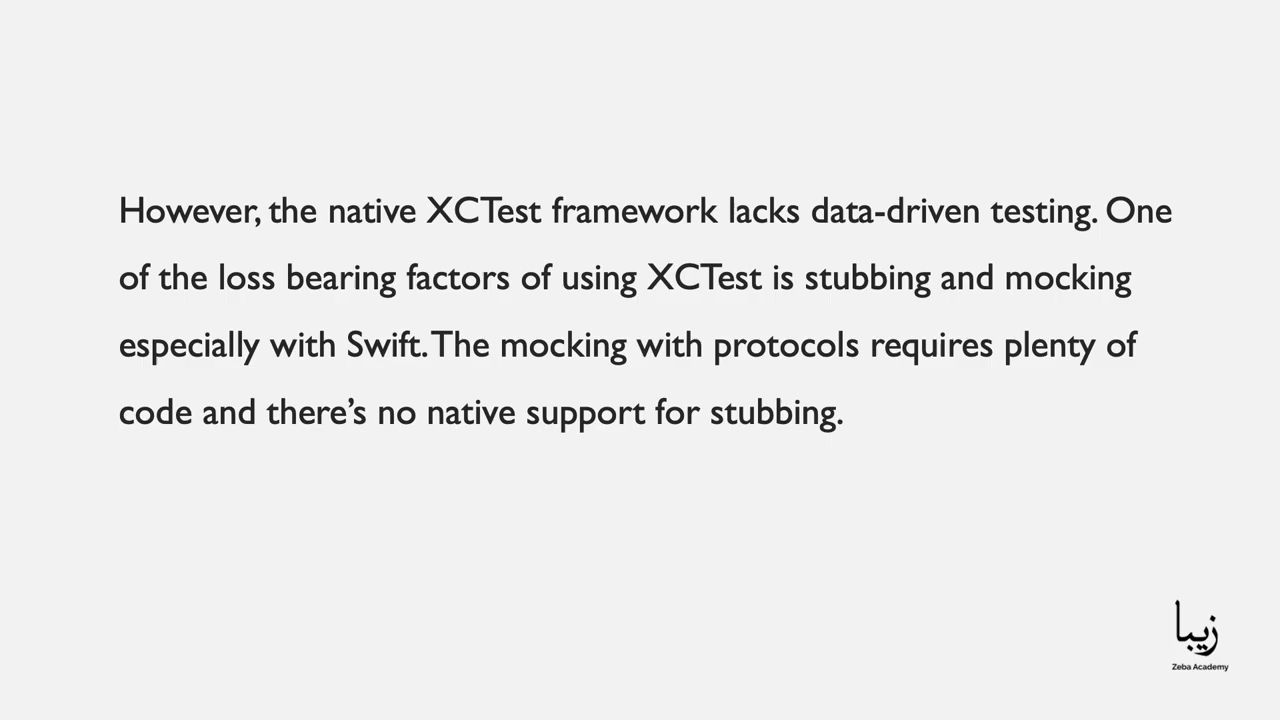 However, the native XCTest framework lacks data-driven testing. One
of the loss bearing factors of using XCTest is stubbing and mocking
especially with Swift. The mocking with protocols requires plenty of
code and there’s no native support for stubbing.
زیبا
Zeba Academy